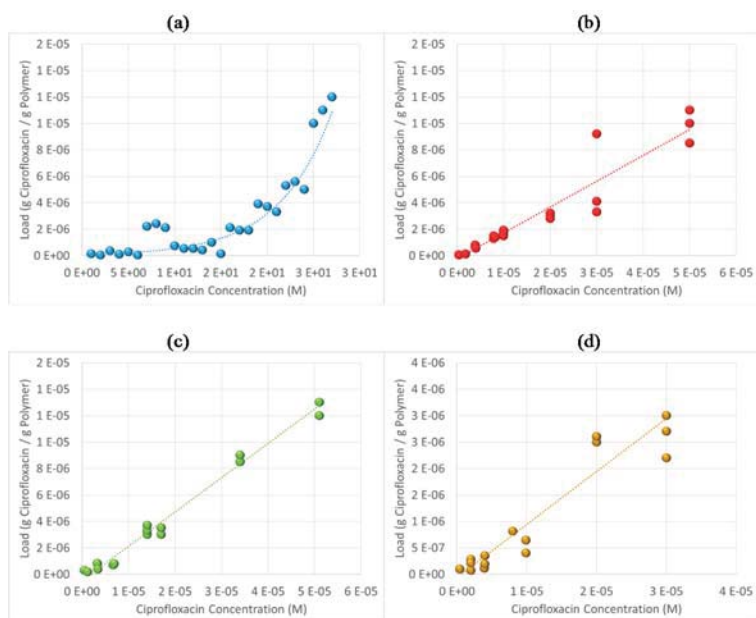 (a)
2 E-05
1 E-05
1 E-05
1 E-05
8 E-06
6 E-06
4 E-06
2 E-06
0 E+00
Load (g Ciprofloxacin / g Polymer)
0 E+00 5 E+00 1 E+01 2 E+01 2 E+01 3 E+01 3 E+01
Ciprofloxacin Concentration (M)
(b)
2 E-05
1 E-05
1 E-05
8 E-06
6 E-06
4 E-06
2 E-06
0 E+00
Load (g Ciprofloxacin / g Polymer)
0 E+00 1 E-05 2 E-05 3 E-05 4 E-05 5 E-05 6 E-05
Ciprofloxacin Concentration (M)
(c)
2 E-05
1 E-05
1 E-05
1 E-05
8 E-06
6 E-06
4 E-06
2 E-06
0 E+00
Load (g Ciprofloxacin / g Polymer)
0 E+00 1 E-05 2 E-05 3 E-05 4 E-05 5 E-05 6 E-05
Ciprofloxacin Concentration (M)
(d)
4 E-06
4 E-06
3 E-06
3 E-06
2 E-06
2 E-06
1 E-06
5 E-07
0 E+00
Load (g Ciprofloxacin / g Polymer)
0 E+00 1 E-05 2 E-05 3 E-05 4 E-05
Ciprofloxacin Concentration (M)